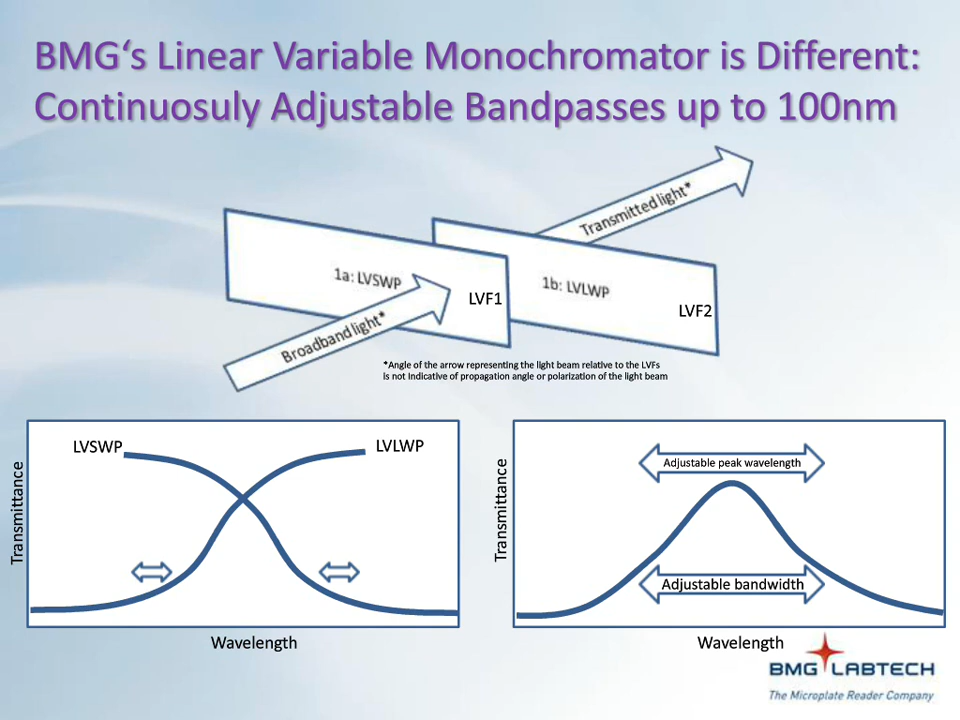 BMG‘s Linear Variable Monochromator is Different:
Continuosuly Adjustable Bandpasses up to 100nm
Transmitted light*
1a: LVSWP
1b: LVLWP
LVF1
LVF2
Broadband light*
*Angle of the arrow representing the light beam relative to the LVFs
is not indicative of propagation angle or polarization of the light beam
LVSWP
LVLWP
Transmittance
Wavelength
Adjustable peak wavelength
Transmittance
Adjustable bandwidth
Wavelength
BMG LABTECH
The Microplate Reader Company